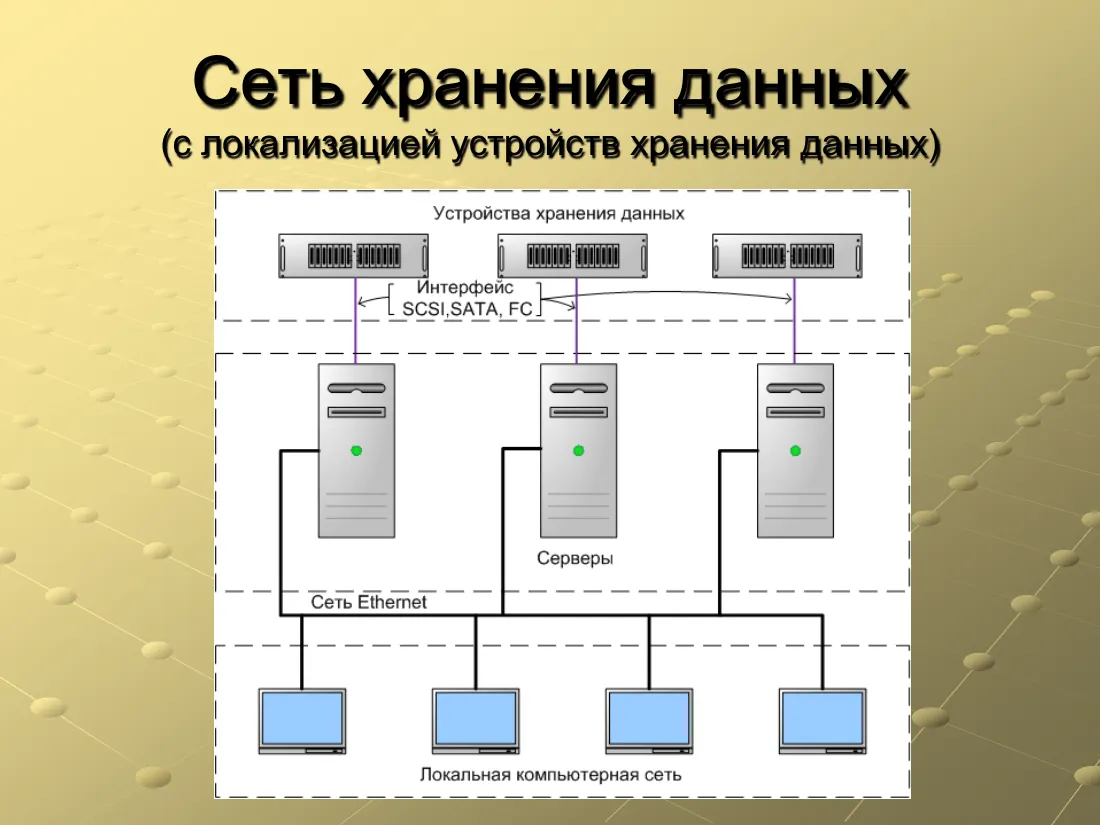 Сеть хранения данных
(с локализацией устройств хранения данных)
Устройства хранения данных
Интерфейс
SCSI,SATA, FC
Серверы
Сеть Ethernet
Локальная компьютерная сеть